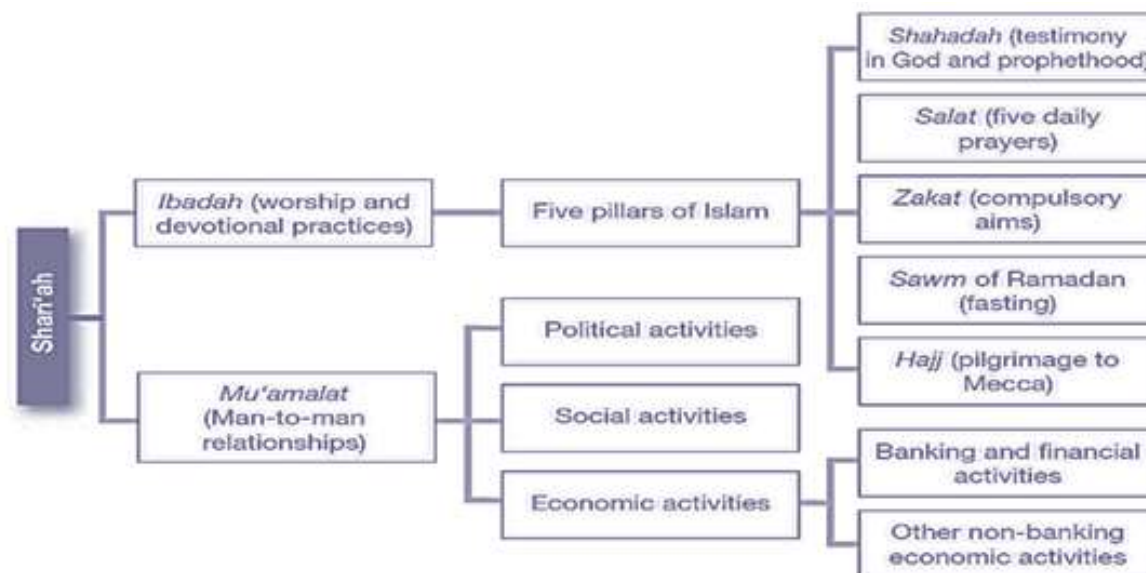 Shari'ah
Ibadah (worship and
devotional practices)
Mu'amalat
(Man-to-man
relationships)
Five pillars of Islam
Political activities
Social activities
Economic activities
Shahadah (testimony
in God and prophethood)
Salat (five daily
prayers)
Zakat (compulsory
aims)
Sawm of Ramadan
(fasting)
Hajj (pilgrimage to
Mecca)
Banking and financial
activities
Other non-banking
economic activities